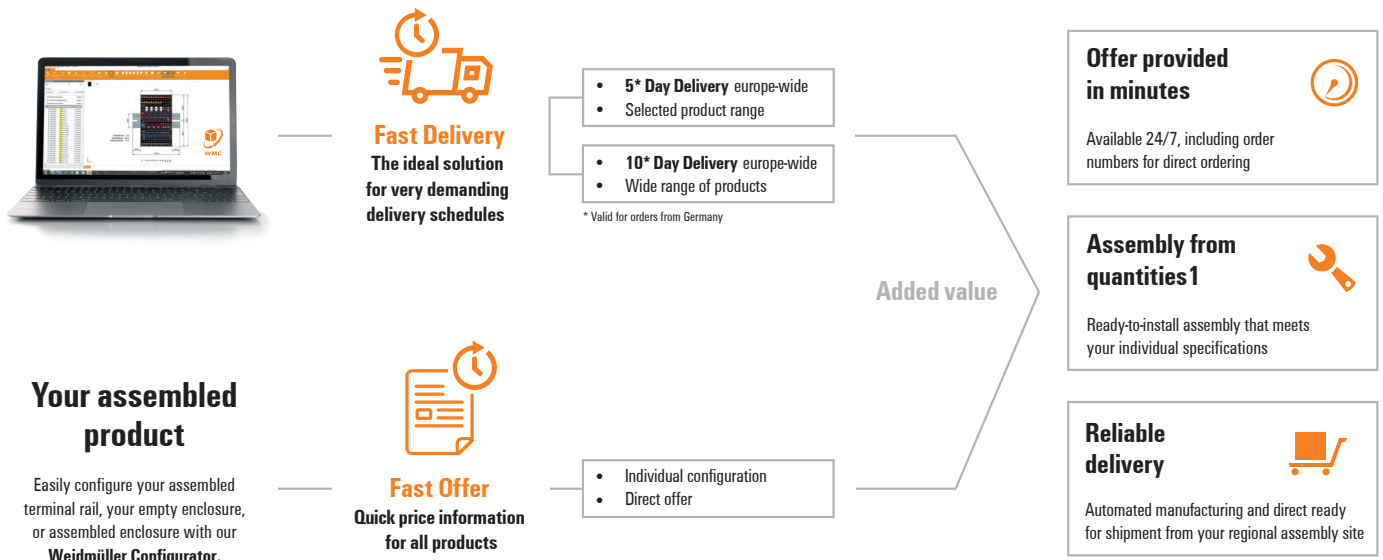 WMC
Fast Delivery
The ideal solution
for very demanding
delivery schedules
• 5* Day Delivery europe-wide
• Selected product range
• 10* Day Delivery europe-wide
• Wide range of products
* Valid for orders from Germany
Your assembled
product
Easily configure your assembled
terminal rail, your empty enclosure,
or assembled enclosure with our
Weidmüller Configurator.
Fast Offer
Quick price information
for all products
• Individual configuration
• Direct offer
Added value
Offer provided
in minutes
Available 24/7, including order
numbers for direct ordering
Assembly from
quantities1
Ready-to-install assembly that meets
your individual specifications
Reliable
delivery
Automated manufacturing and direct ready
for shipment from your regional assembly site